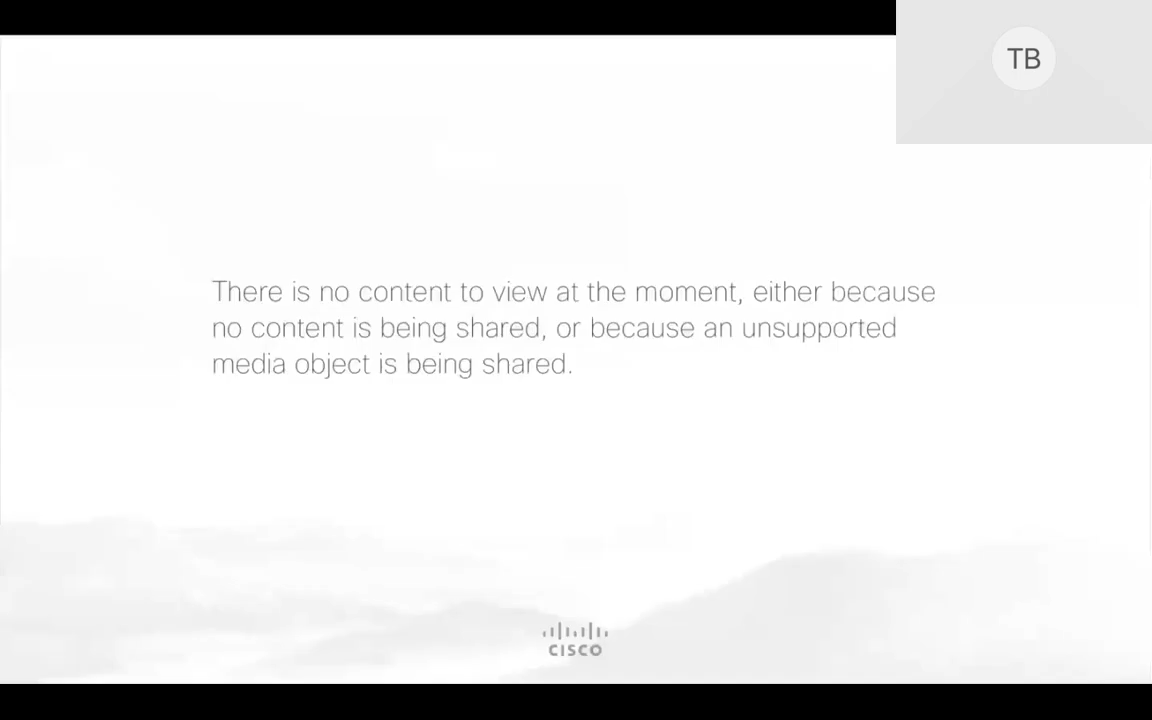 TB
There is no content to view at the moment, either because
no content is being shared, or because an unsupported
media object is being shared.
CISCO